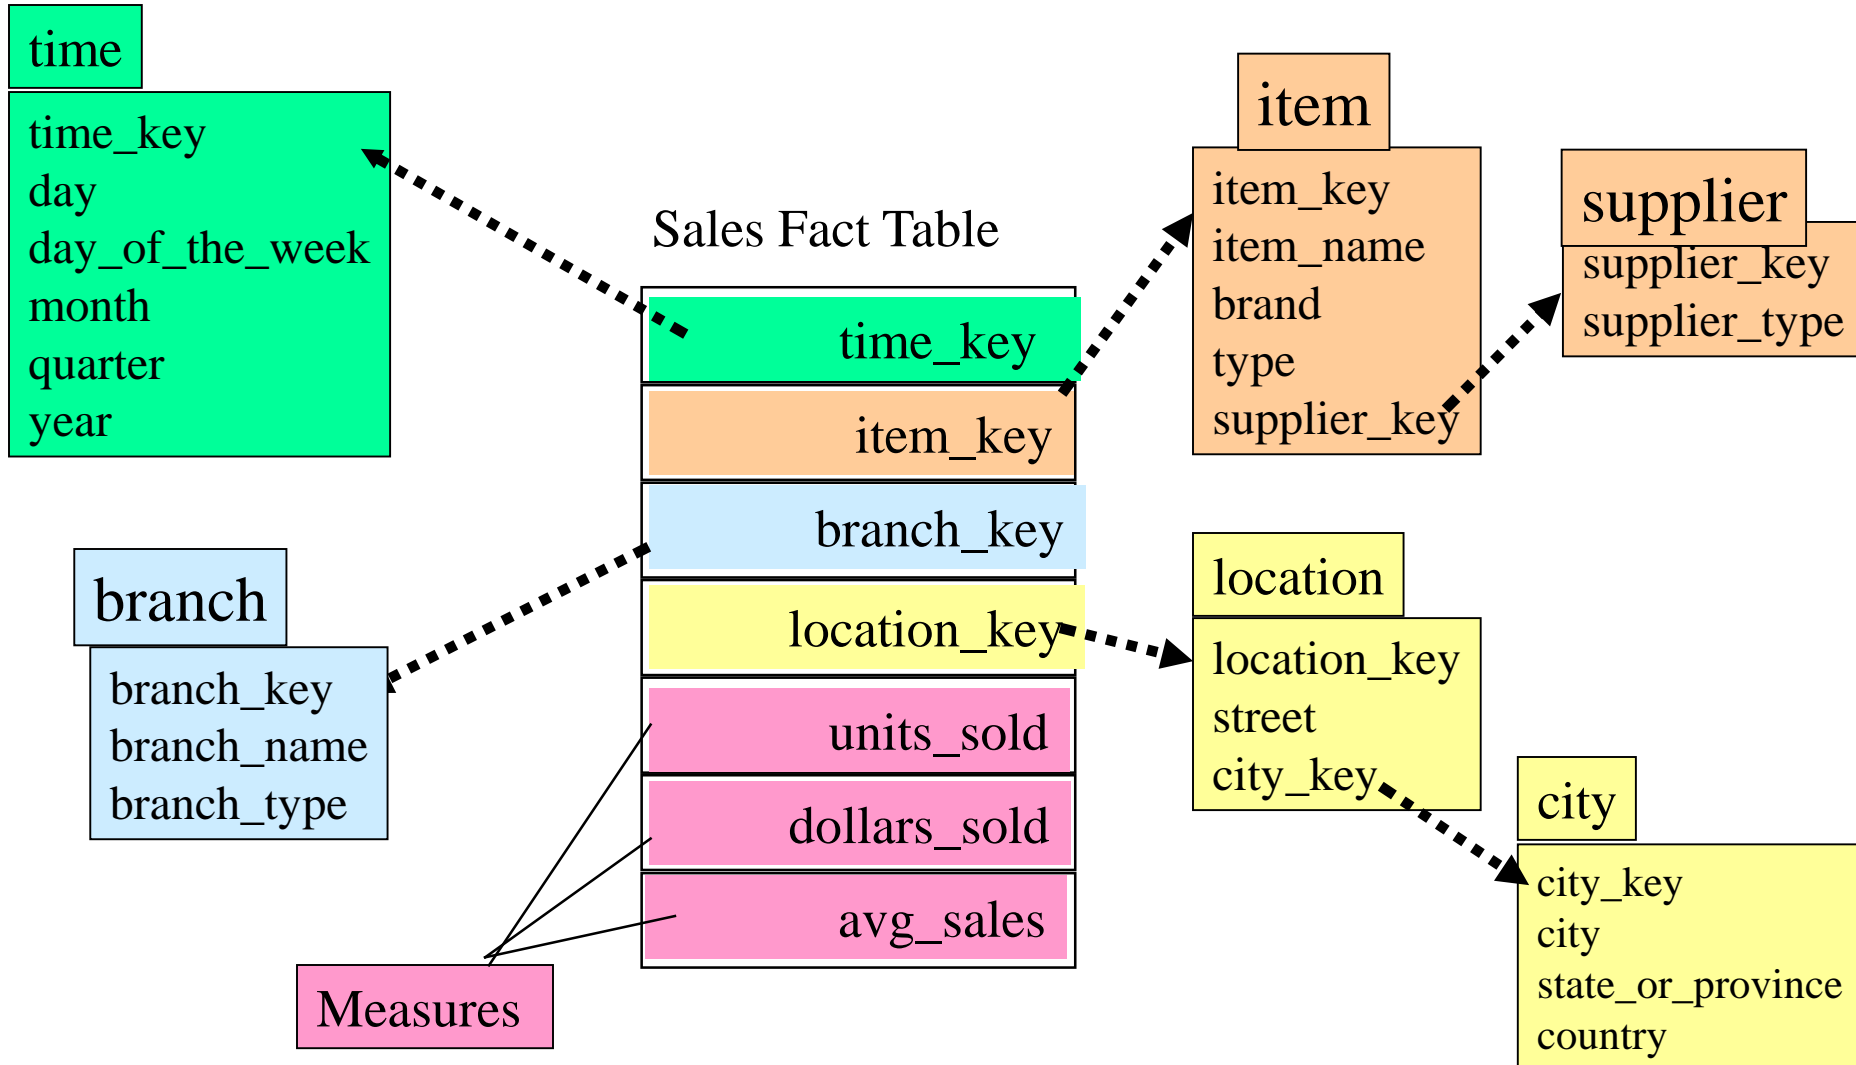 time
time_key
day
day_of_the_week
month
quarter
year
Sales Fact Table
time_key
item_key
branch_key
location_key
units_sold
dollars_sold
avg_sales
item
item_key
item_name
brand
type
supplier_key
supplier
supplier_key
supplier_type
branch
branch_key
branch_name
branch_type
location
location_key
street
city_key
city
city_key
city
state_or_province
country
Measures